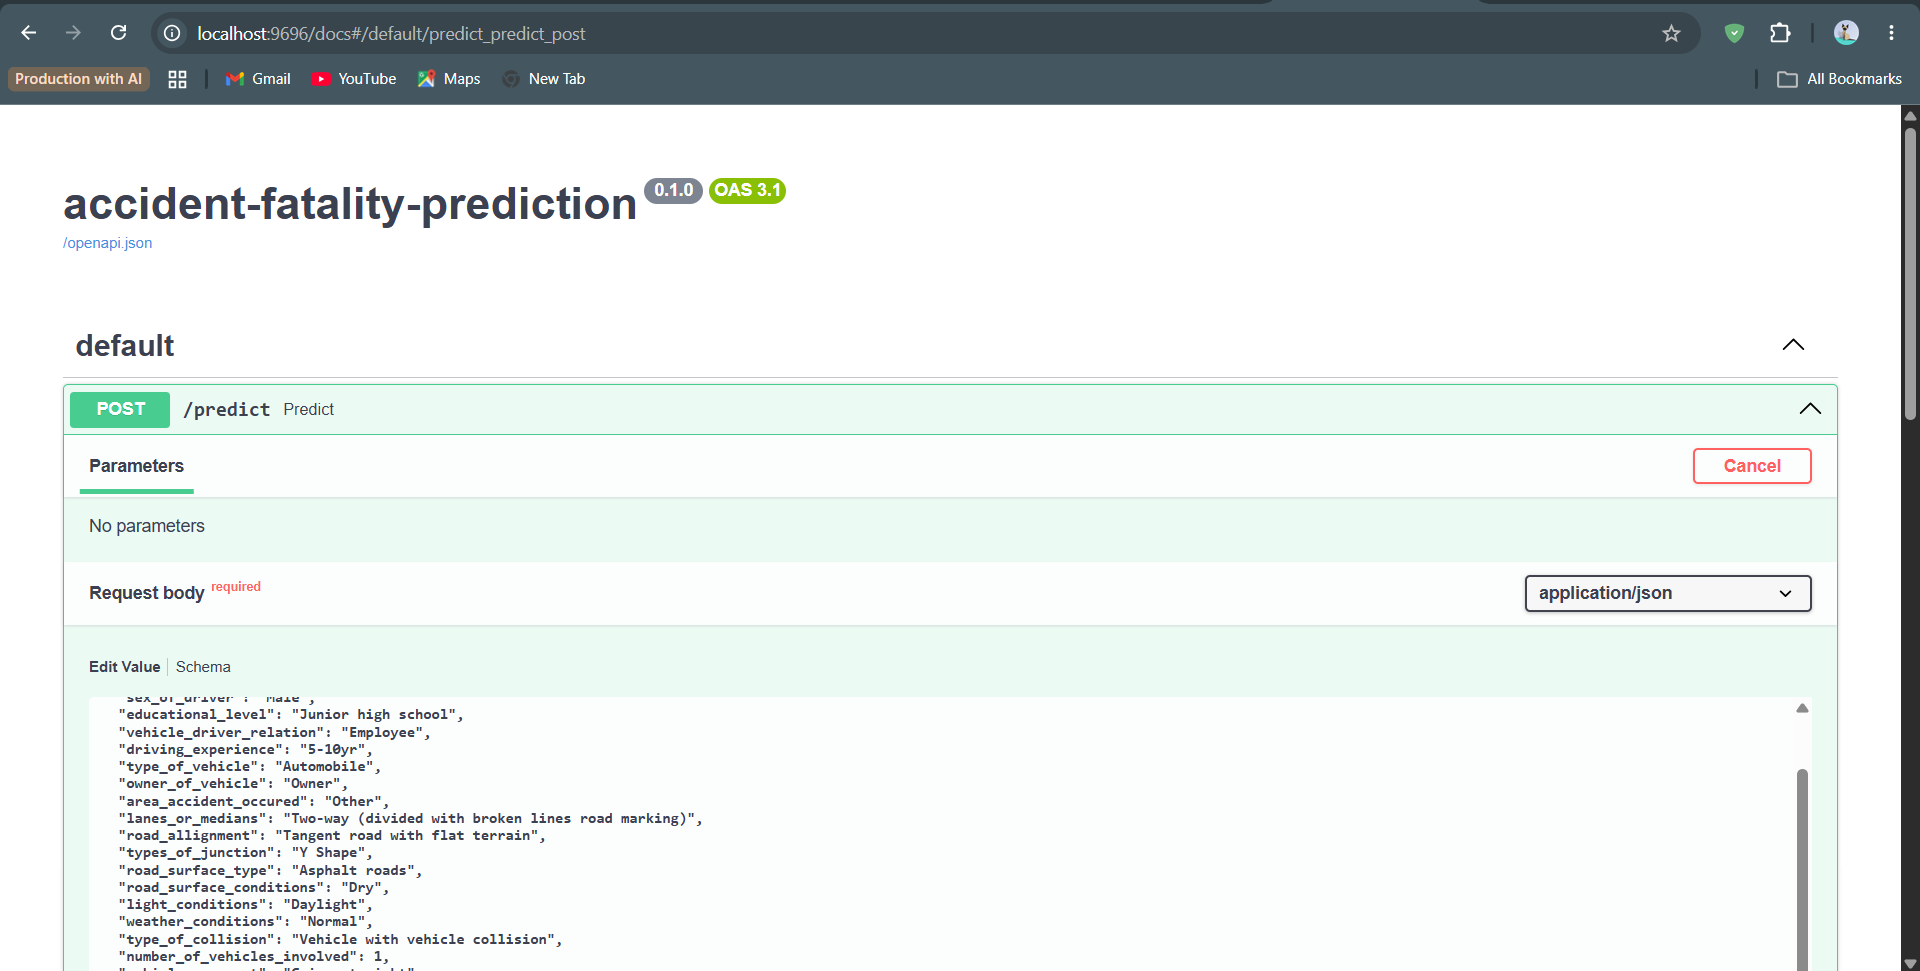 localhost:9696/docs#/default/predict_predict_post
Production with AI
Gmail
YouTube
Maps
New Tab
All Bookmarks
accident-fatality-prediction
0.1.0
OAS 3.1
/openapi.json
default
POST /predict Predict
Parameters
Cancel
No parameters
Request body required
application/json
Edit Value
Schema
"sex_of_driver": "Male",
"educational_level": "Junior high school",
"vehicle_driver_relation": "Employee",
"driving_experience": "5-10yr",
"type_of_vehicle": "Automobile",
"owner_of_vehicle": "Owner",
"area_accident_occured": "Other",
"lanes_or_medians": "Two-way (divided with broken lines road marking)",
"road_allignment": "Tangent road with flat terrain",
"types_of_junction": "Y Shape",
"road_surface_type": "Asphalt roads",
"road_surface_conditions": "Dry",
"light_conditions": "Daylight",
"weather_conditions": "Normal",
"type_of_collision": "Vehicle with vehicle collision",
"number_of_vehicles_involved": 1,